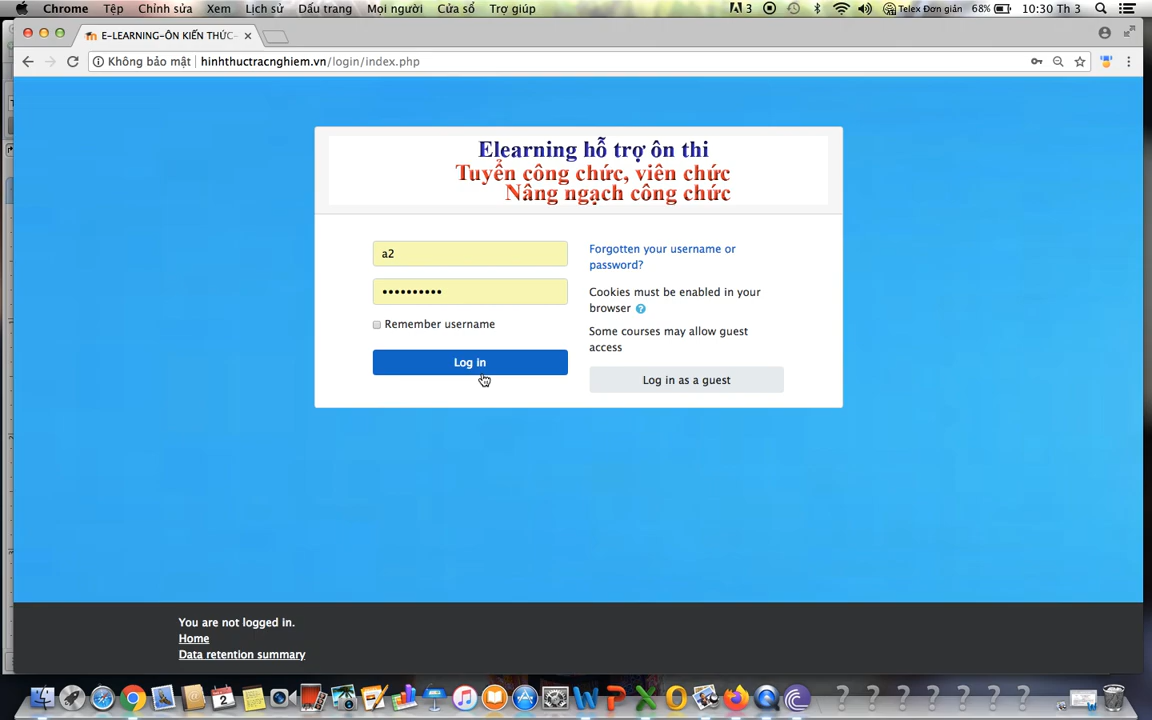 Chrome Tệp Chỉnh sửa Xem Lịch sử Dấu trang Mọi người Cửa sổ Trợ giúp 3 Telex Đơn giản 68% 10:30 Th 3
E-LEARNING-ÔN KIẾN THỨC-
Không bảo mật hinhthuctracnghiem.vn/login/index.php
Elearning hỗ trợ ôn thi
Tuyển công chức, viên chức
Nâng ngạch công chức
a2
Forgotten your username or
password?
••••••••••
Cookies must be enabled in your
browser ?
Remember username
Some courses may allow guest
access
Log in
Log in as a guest
You are not logged in.
Home
Data retention summary